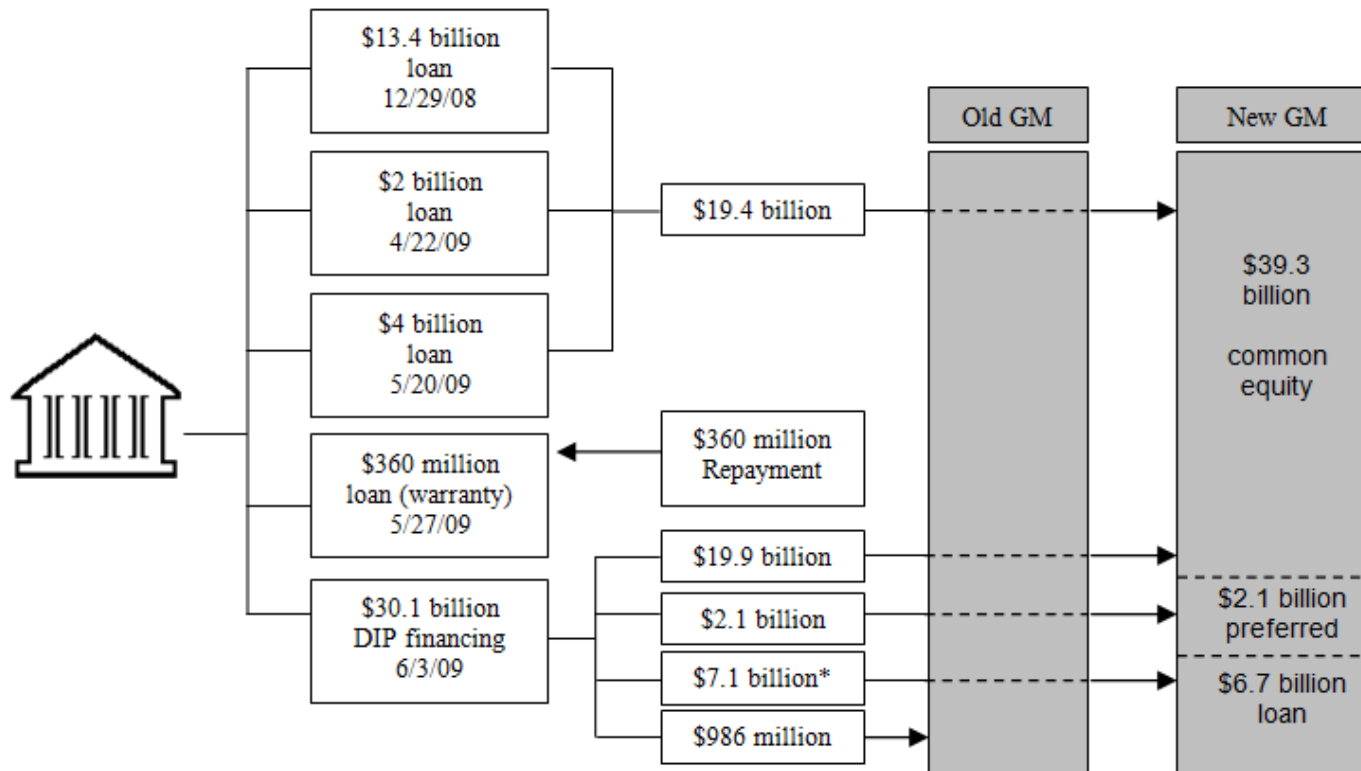 $13.4 billion
loan
12/29/08
$2 billion
loan
4/22/09
$4 billion
loan
5/20/09
$360 million
loan (warranty)
5/27/09
$30.1 billion
DIP financing
6/3/09
$19.4 billion
$360 million
Repayment
$19.9 billion
$2.1 billion
$7.1 billion*
$986 million
Old GM
New GM
$39.3
billion
common
equity
$2.1 billion
preferred
$6.7 billion
loan